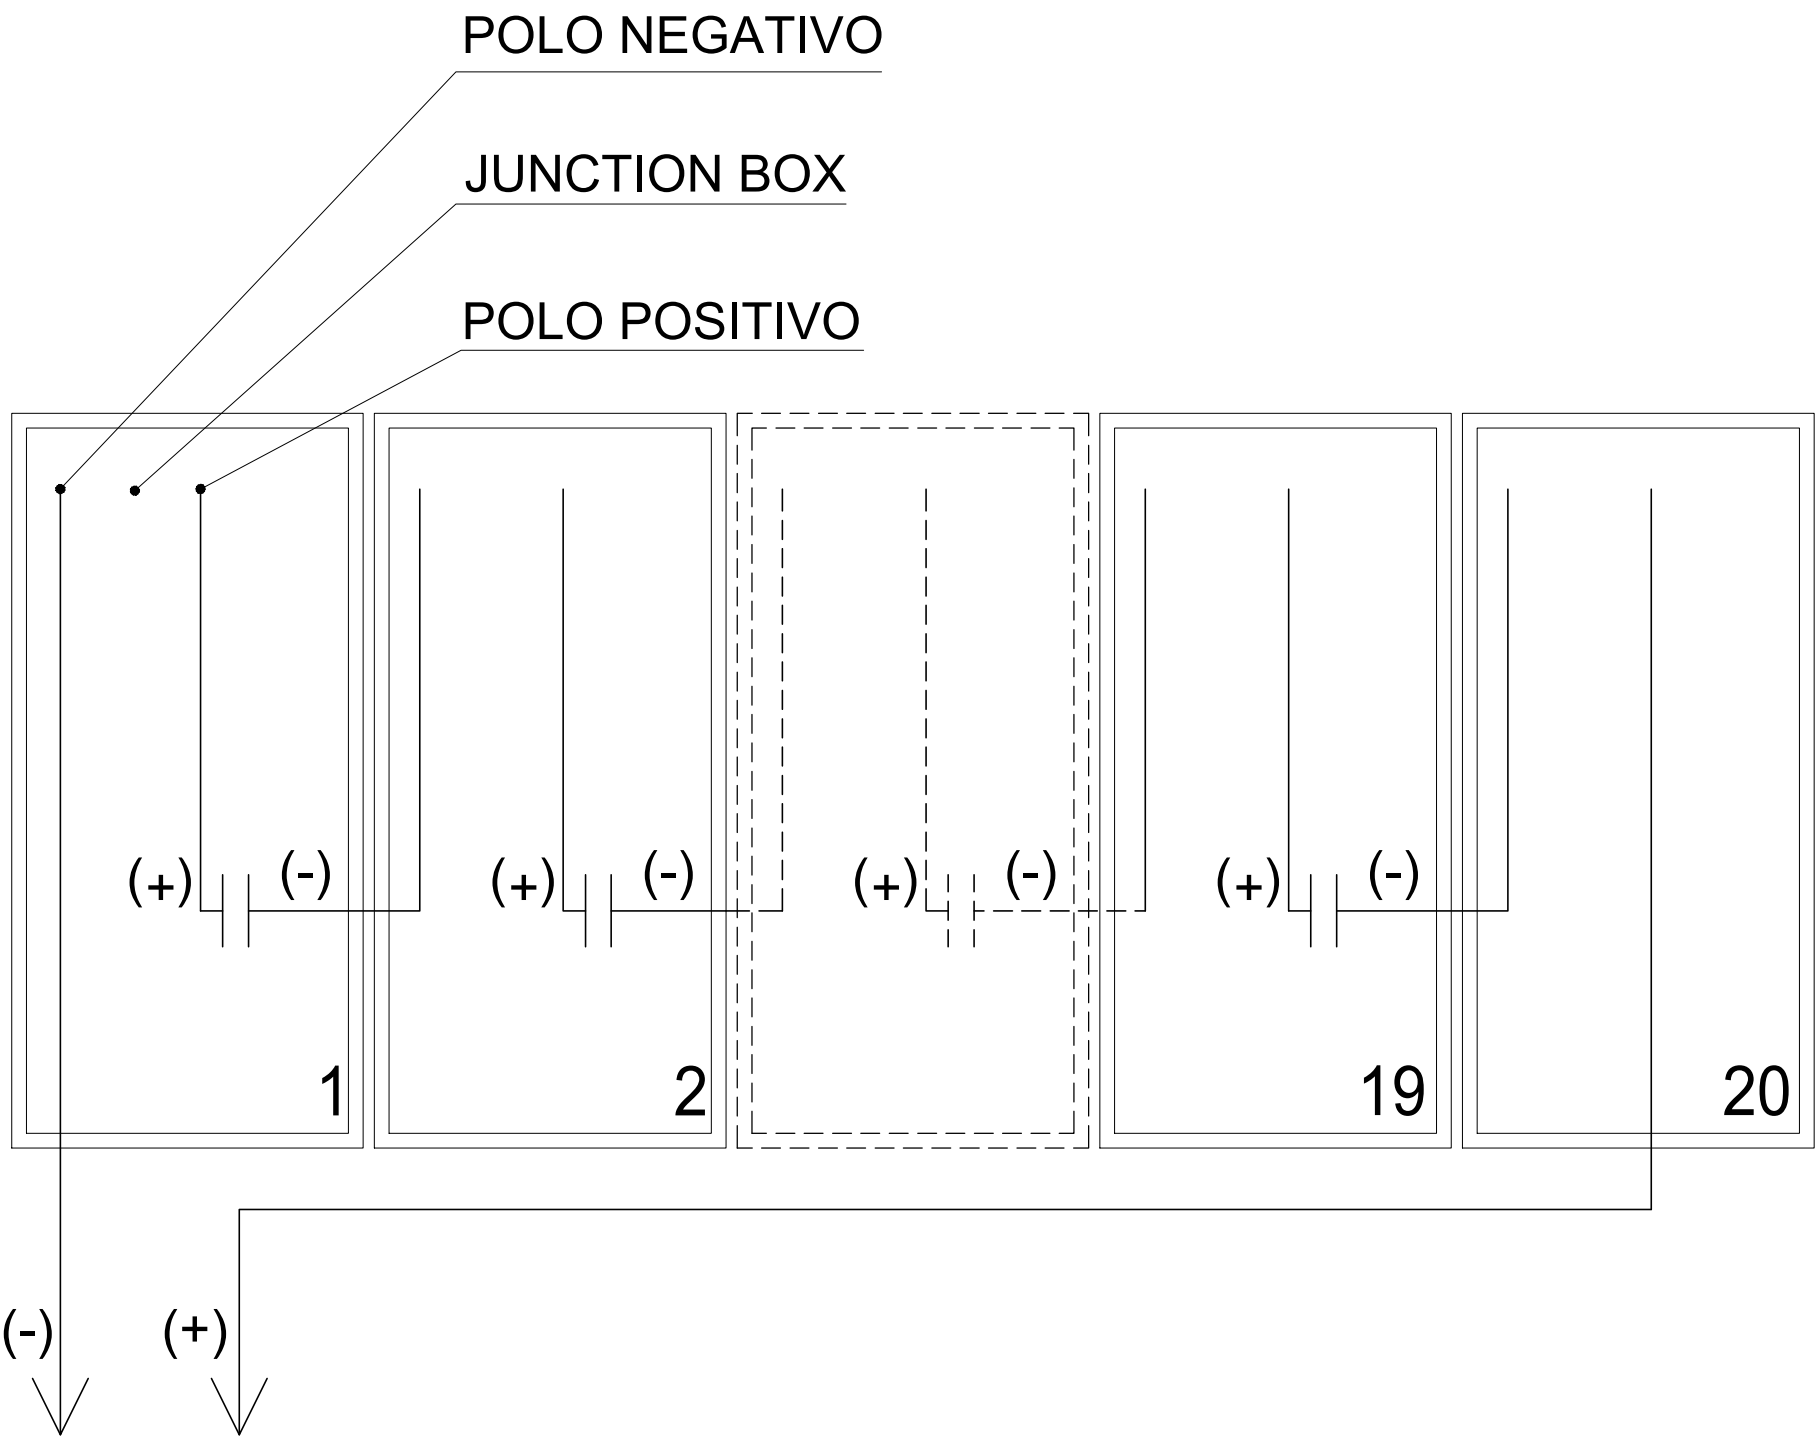 POLO NEGATIVO
JUNCTION BOX
POLO POSITIVO
(+) (-) (+) (-) (+) (-) (+) (-)
1 2 19 20
(-) (+)